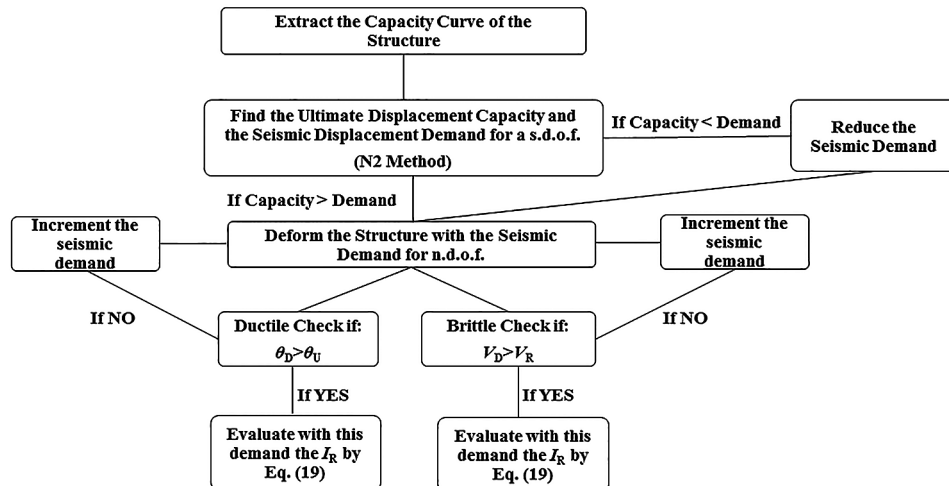 Extract the Capacity Curve of the
Structure
Find the Ultimate Displacement Capacity and
the Seismic Displacement Demand for a s.d.o.f.
(N2 Method)
If Capacity < Demand
Reduce the
Seismic Demand
If Capacity > Demand
Increment the
seismic
demand
Deform the Structure with the Seismic
Demand for n.d.o.f.
Increment the
seismic
demand
If NO
Ductile Check if:
θD>θU
Brittle Check if:
VD>VR
If NO
If YES
If YES
Evaluate with this
demand the IR by
Eq. (19)
Evaluate with this
demand the IR by
Eq. (19)